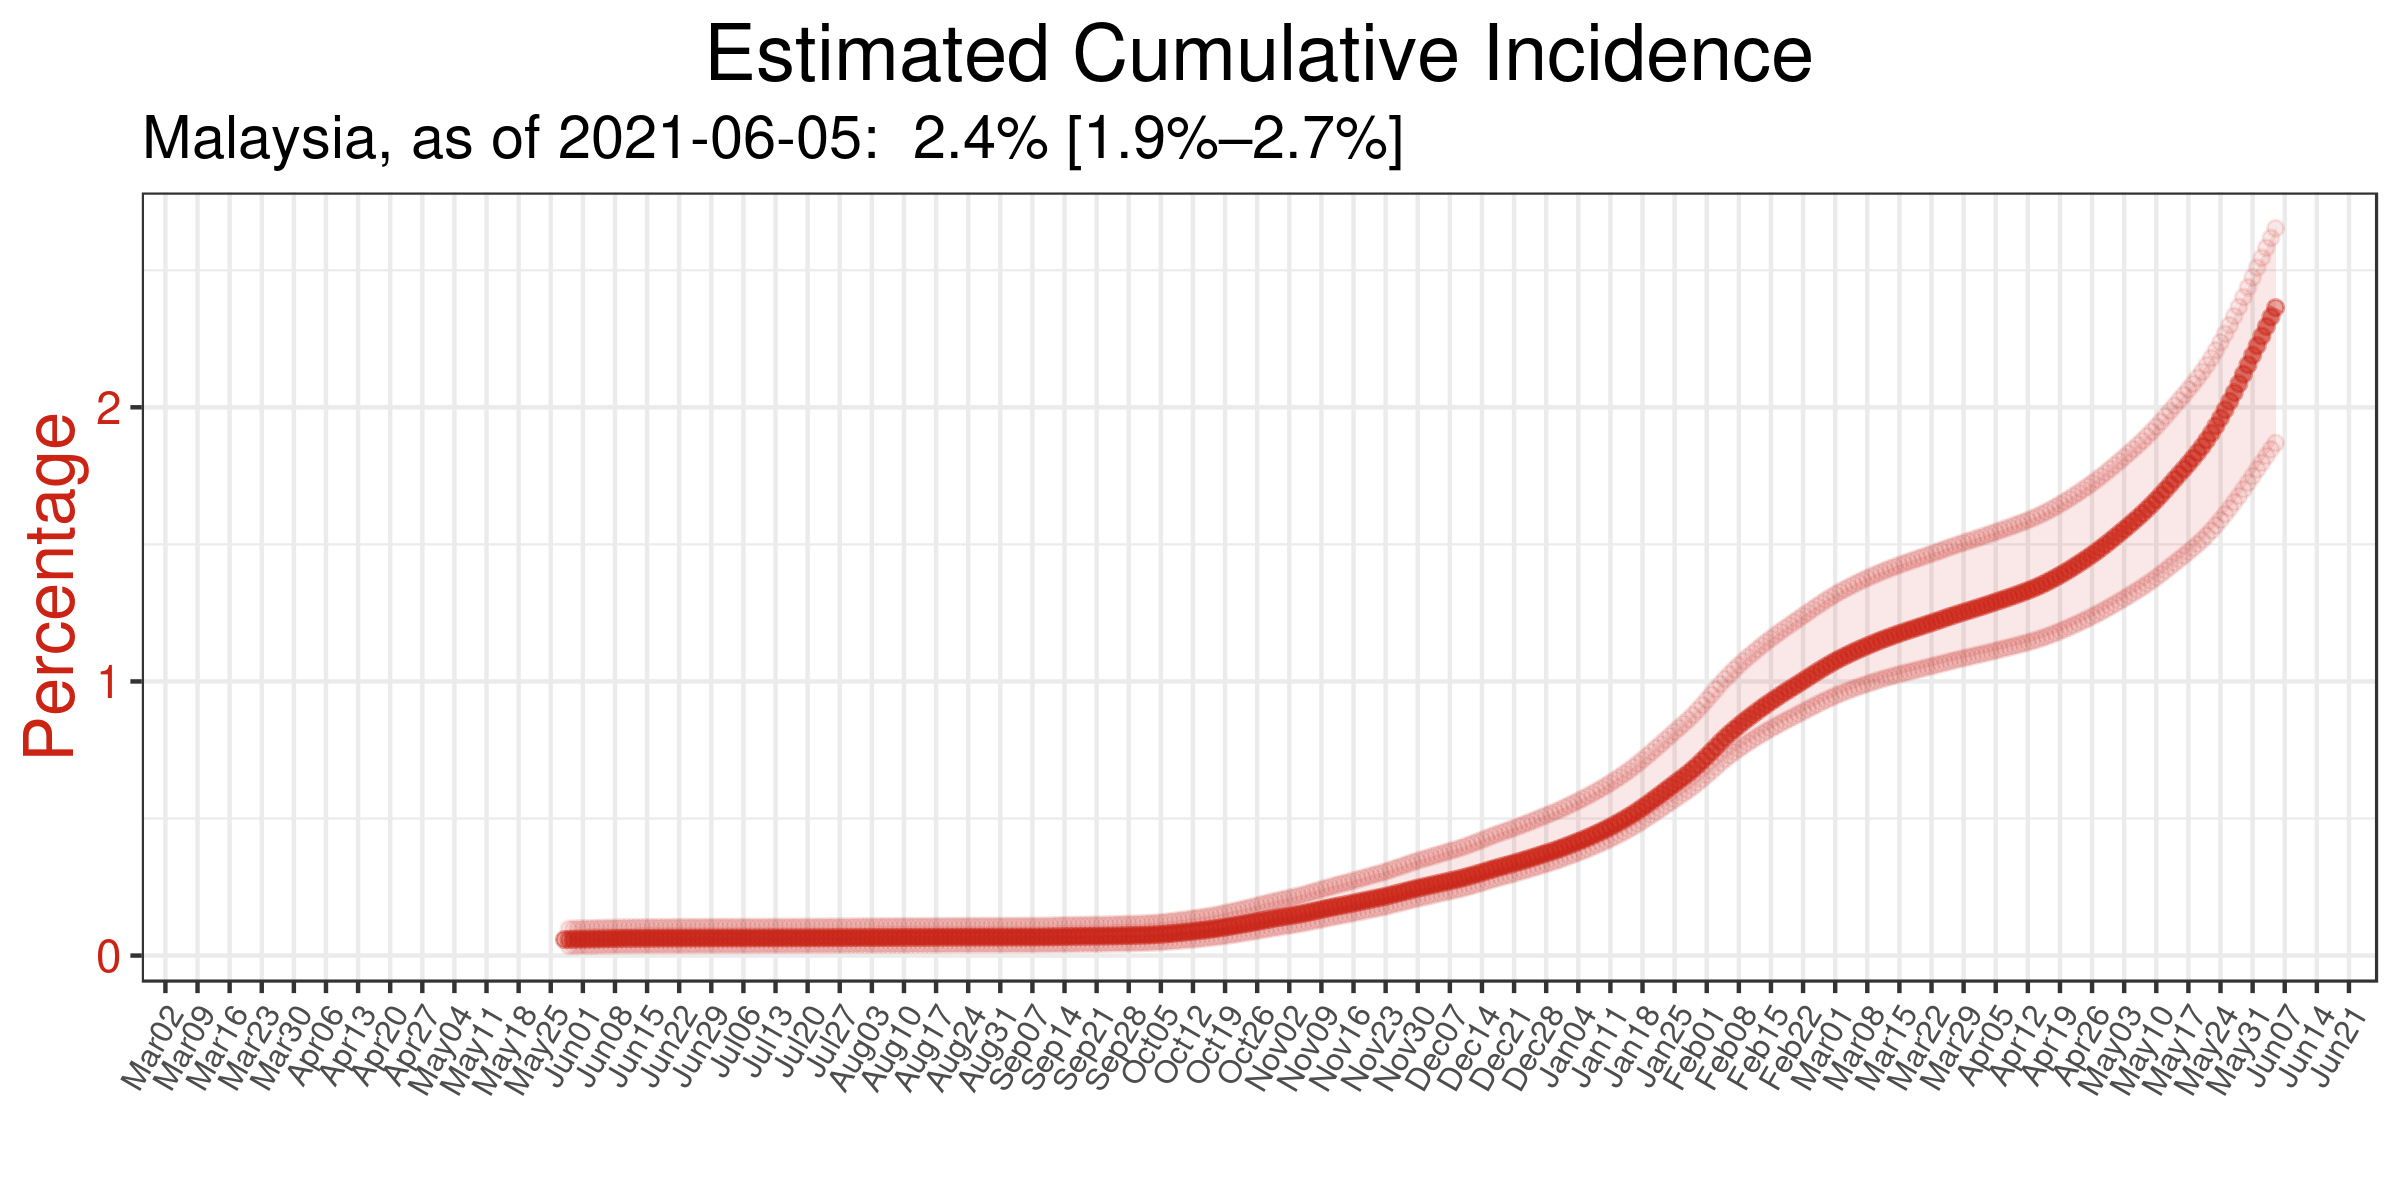 Estimated Cumulative Incidence
Malaysia, as of 2021-06-05:  2.4% [1.9%–2.7%]
Percentage
2
1
0
Mar02
Mar09
Mar16
Mar23
Mar30
Apr06
Apr13
Apr20
Apr27
May04
May11
May18
May25
Jun01
Jun08
Jun15
Jun22
Jun29
Jul06
Jul13
Jul20
Jul27
Aug03
Aug10
Aug17
Aug24
Aug31
Sep07
Sep14
Sep21
Sep28
Oct05
Oct12
Oct19
Oct26
Nov02
Nov09
Nov16
Nov23
Nov30
Dec07
Dec14
Dec21
Dec28
Jan04
Jan11
Jan18
Jan25
Feb01
Feb08
Feb15
Feb22
Mar01
Mar08
Mar15
Mar22
Mar29
Apr05
Apr12
Apr19
Apr26
May03
May10
May17
May24
May31
Jun07
Jun14
Jun21